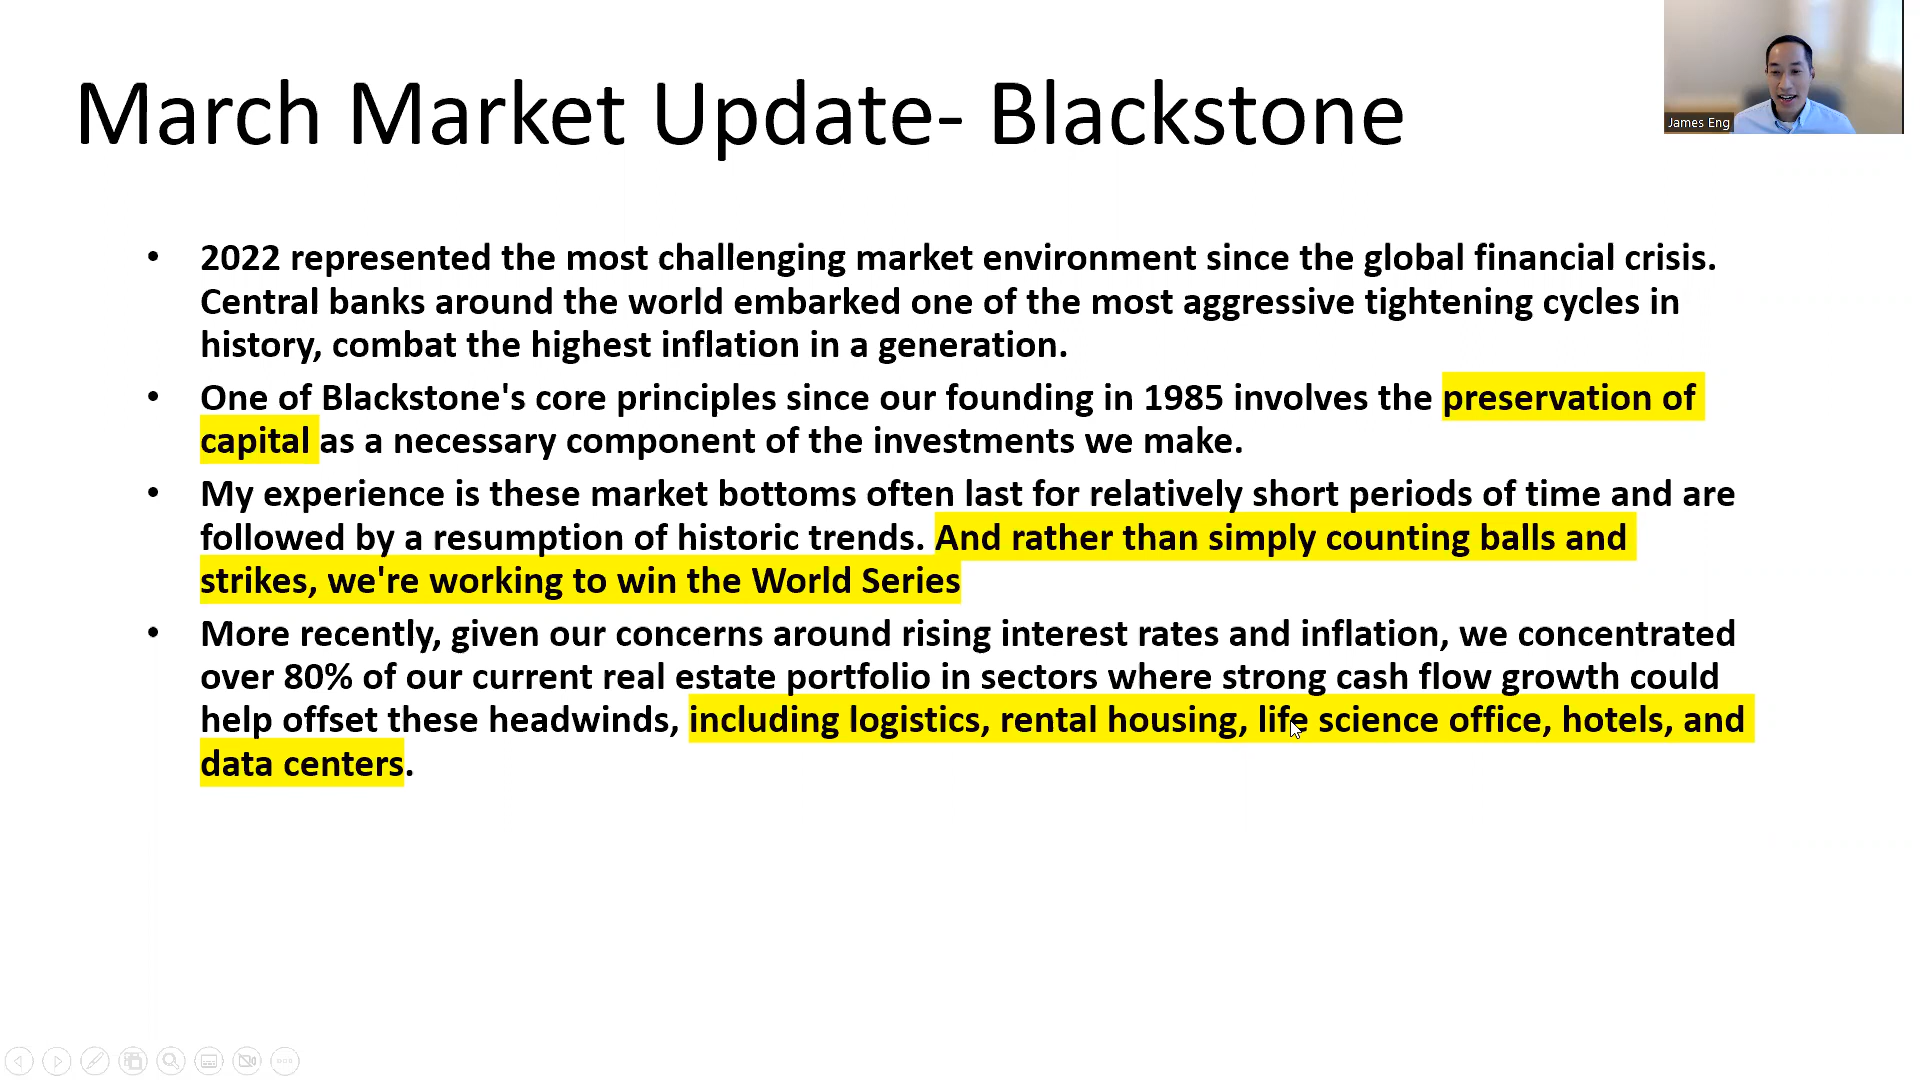 March Market Update- Blackstone
James Eng
• 2022 represented the most challenging market environment since the global financial crisis.
Central banks around the world embarked one of the most aggressive tightening cycles in
history, combat the highest inflation in a generation.
• One of Blackstone's core principles since our founding in 1985 involves the preservation of
capital as a necessary component of the investments we make.
• My experience is these market bottoms often last for relatively short periods of time and are
followed by a resumption of historic trends. And rather than simply counting balls and
strikes, we're working to win the World Series
• More recently, given our concerns around rising interest rates and inflation, we concentrated
over 80% of our current real estate portfolio in sectors where strong cash flow growth could
help offset these headwinds, including logistics, rental housing, life science office, hotels, and
data centers.